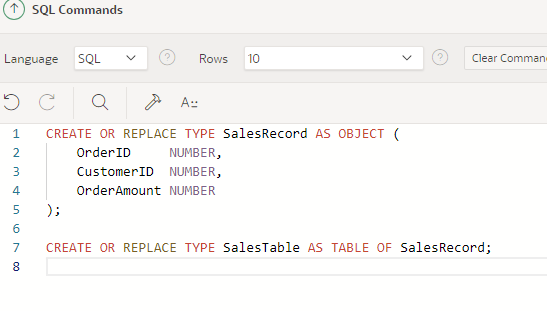 SQL Commands
Language SQL Rows 10 Clear Comman
A
1 CREATE OR REPLACE TYPE SalesRecord AS OBJECT (
2 OrderID NUMBER,
3 CustomerID NUMBER,
4 OrderAmount NUMBER
5 );
6
7 CREATE OR REPLACE TYPE SalesTable AS TABLE OF SalesRecord;
8